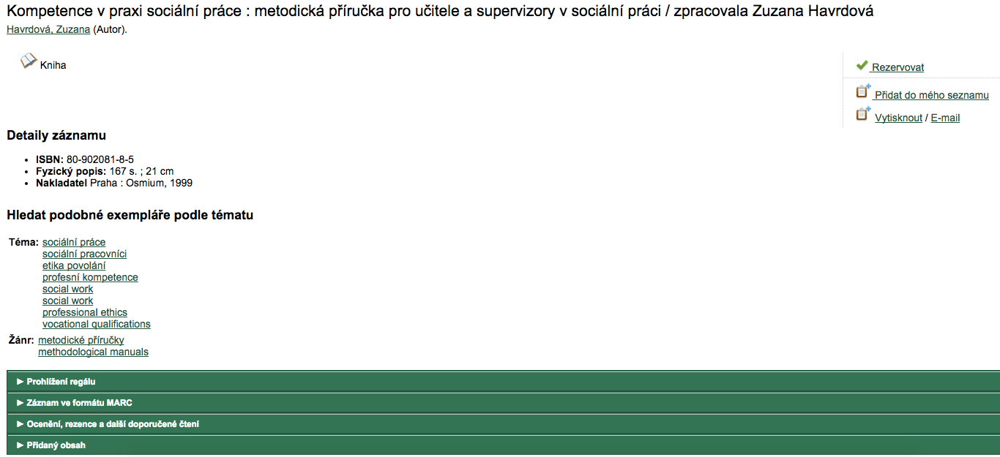 Kompetence v praxi sociální práce : metodická příručka pro učitele a supervizory v sociální práci / zpracovala Zuzana Havrdová
Havrdová, Zuzana (Autor).
Kniha
Rezervovat
Přidat do mého seznamu
Vytisknout / E-mail
Detaily záznamu
• ISBN: 80-902081-8-5
• Fyzický popis: 167 s. ; 21 cm
• Nakladatel Praha : Osmium, 1999
Hledat podobné exempláře podle tématu
Téma: sociální práce
sociální pracovníci
etika povolání
profesní kompetence
social work
social work
professional ethics
vocational qualifications
Žánr: metodické příručky
methodological manuals
► Prohlížení regálu
► Záznam ve formátu MARC
► Ocenění, rezence a další doporučené čtení
► Přidaný obsah